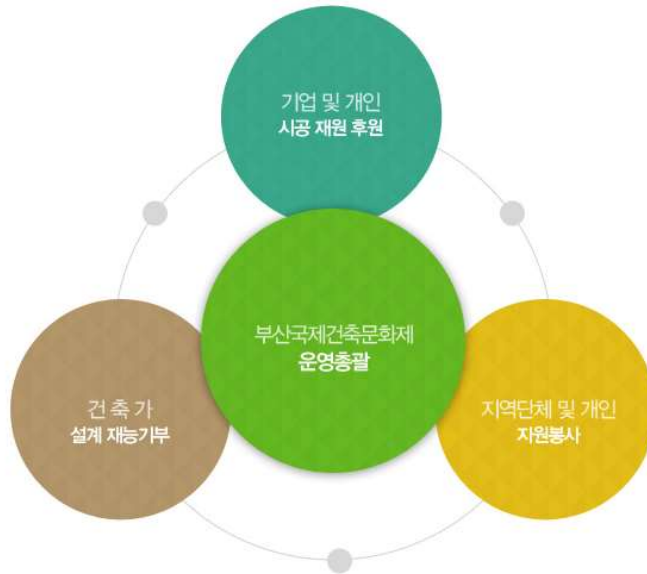 기업 및 개인
시공 재원 후원
부산국제건축문화제
운영총괄
건 축 가
설계 재능기부
지역단체 및 개인
자원봉사